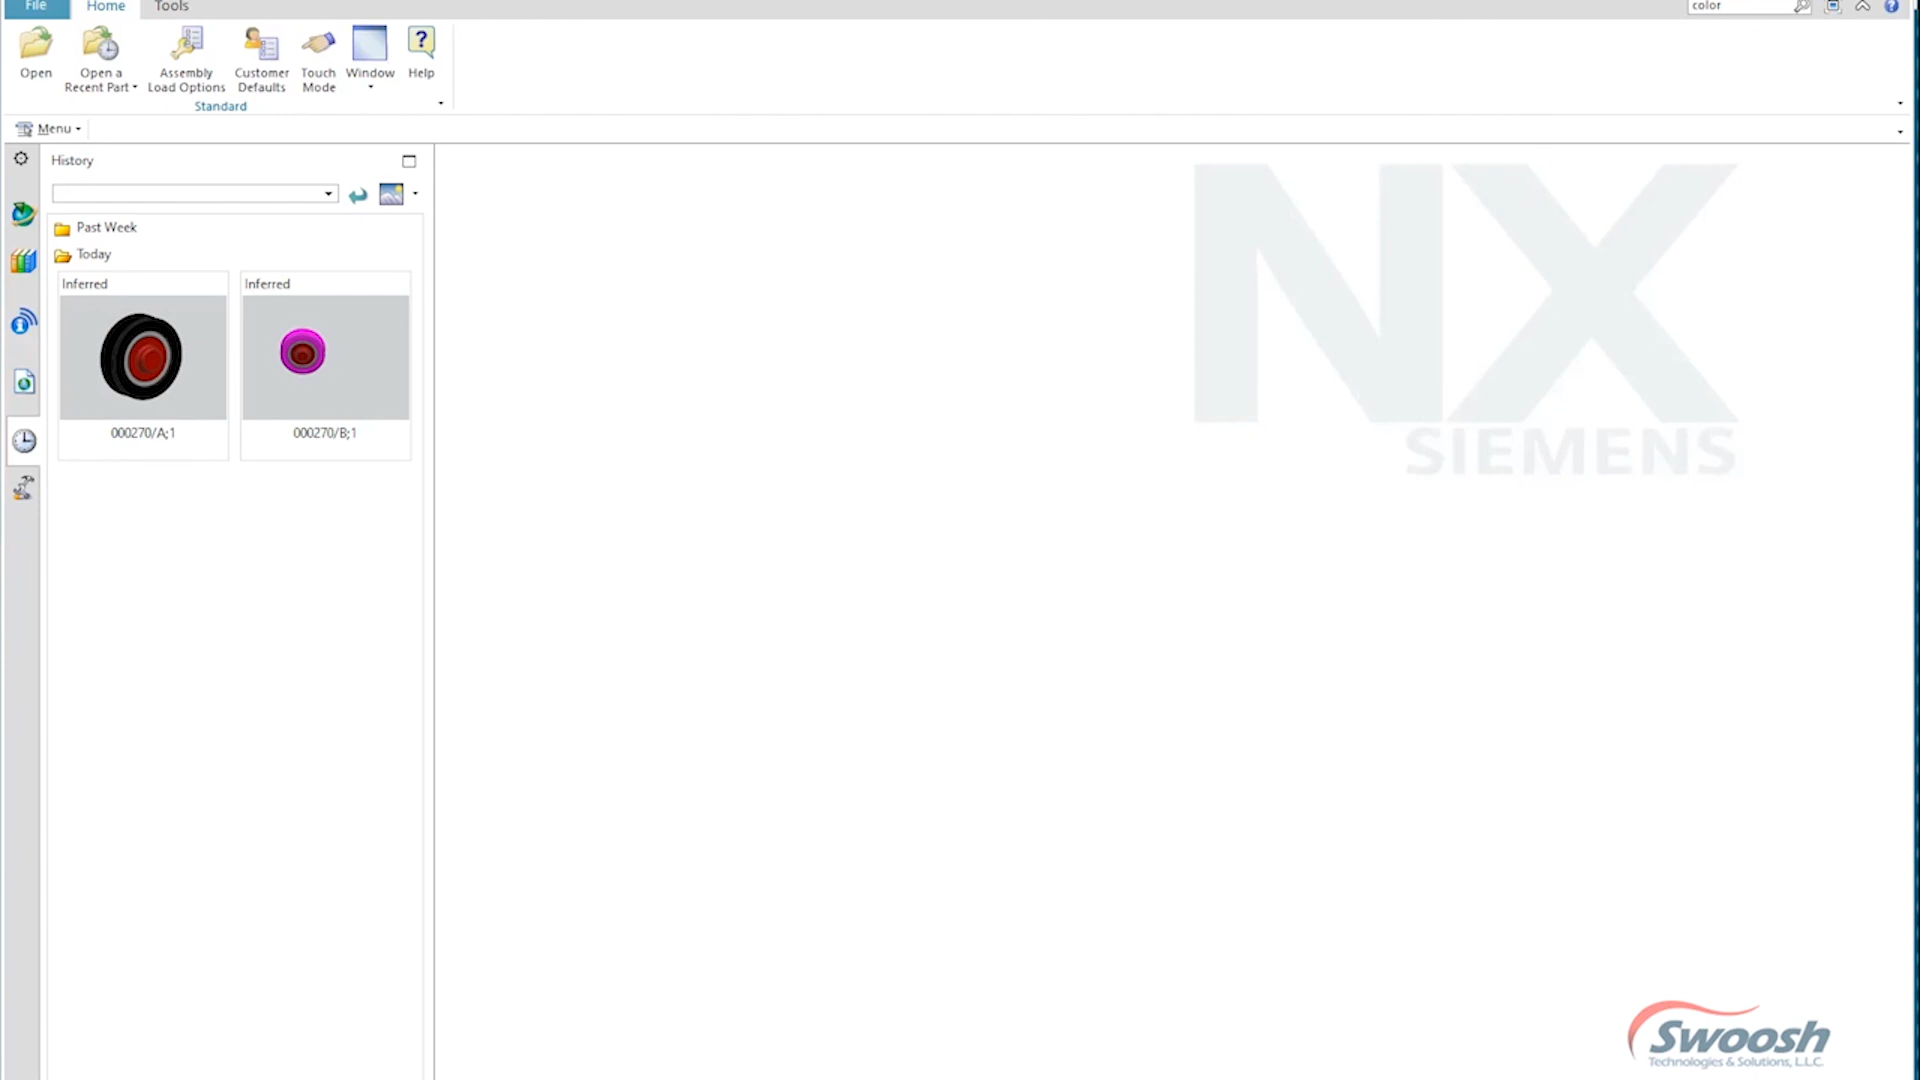 File Home Tools color
Open
Open a Recent Part
Assembly Load Options
Customer Defaults
Touch Mode
Window
Help
Standard
Menu
History
Past Week
Today
Inferred
Inferred
000270/A;1
000270/B;1
NX
SIEMENS
Swoosh
Technologies & Solutions, L.L.C.